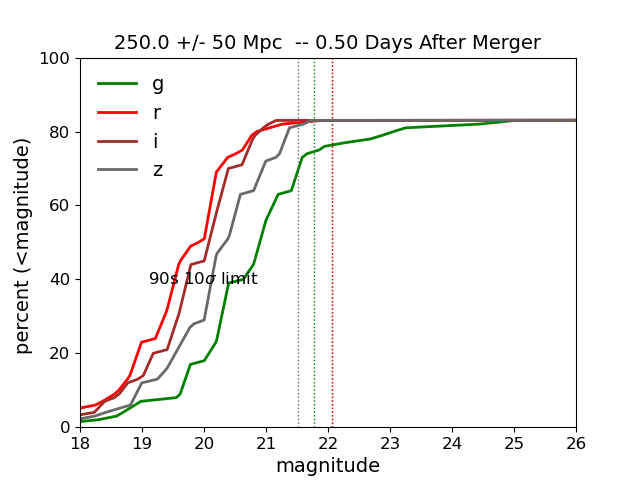 250.0 +/- 50 Mpc -- 0.50 Days After Merger
percent (<magnitude)
100
80
60
40
20
0
g
r
i
z
90s 10σ limit
18 19 20 21 22 23 24 25 26
magnitude